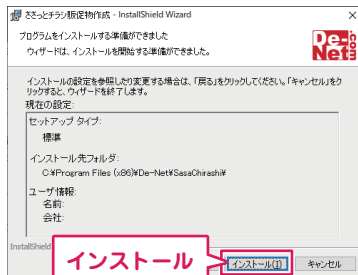 ささっとチラシ販促物作成 - InstallShield Wizard
プログラムをインストールする準備ができました
ウィザードは、インストールを開始する準備ができました。
De-Net.com
インストールの設定を参照したり変更する場合は、「戻る」をクリックしてください。「キャンセル」をク
リックすると、ウィザードを終了します。
現在の設定:
セットアップ タイプ:
標準
インストール先フォルダ:
C:¥Program Files (x86)¥De-Net¥SasaChirashi¥
ユーザ情報:
名前:
会社:
InstallShield
インストール
インストール(I)
キャンセル